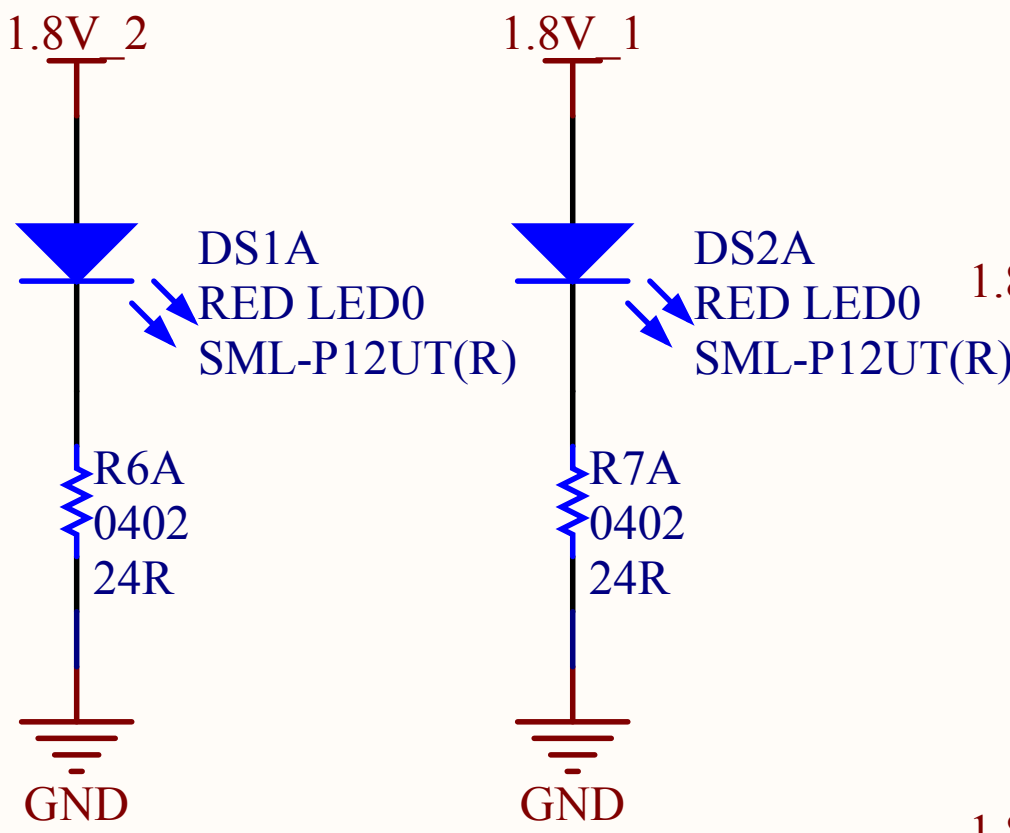 1.8V_2
1.8V_1
DS1A
RED LED0
SML-P12UT(R)
DS2A
RED LED0
SML-P12UT(R)
R6A
0402
24R
R7A
0402
24R
GND
GND